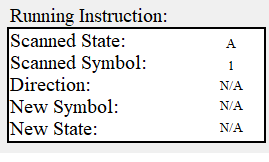 Running Instruction:
Scanned State: A
Scanned Symbol: 1
Direction: N/A
New Symbol: N/A
New State: N/A